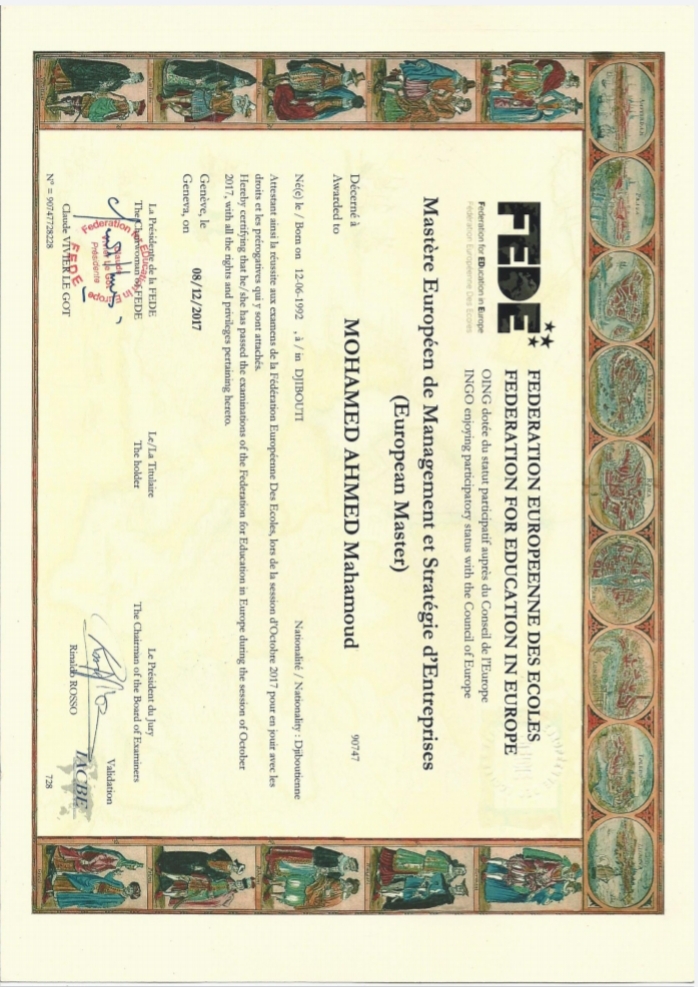 FEDE
Federation for EDucation in Europe
Fédération Européenne Des Ecoles
FEDERATION EUROPEENNE DES ECOLES
FEDERATION FOR EDUCATION IN EUROPE
OING dotée du statut participatif auprès du Conseil de l'Europe
INGO enjoying participatory status with the Council of Europe
Mastère Européen de Management et Stratégie d'Entreprises
(European Master)
Décerné à
Awarded to
MOHAMED AHMED Mahamoud
90747
Né(e) le / Born on 12-06-1992 , à / in DJIBOUTI
Nationalité / Nationality : Djiboutienne
Attestant ainsi la réussite aux examens de la Fédération Européenne Des Ecoles, lors de la session d'Octobre 2017 pour en jouir avec les
droits et les prérogatives qui y sont attachés.
Hereby certifying that he/she has passed the examinations of the Federation for Education in Europe during the session of October
2017, with all the rights and privileges pertaining hereto.
Genève, le
Geneva, on
08/12/2017
La Présidente de la FEDE
The Chairwoman of FEDE
Le/La Titulaire
The holder
Le Président du Jury
The Chairman of the Board of Examiners
Federation for EDucation in Europe
Présidente
FEDE
Claude VIVIER LE GOT
Rinaldo ROSSO
Validation
IACBE
N° = 90747728228
728